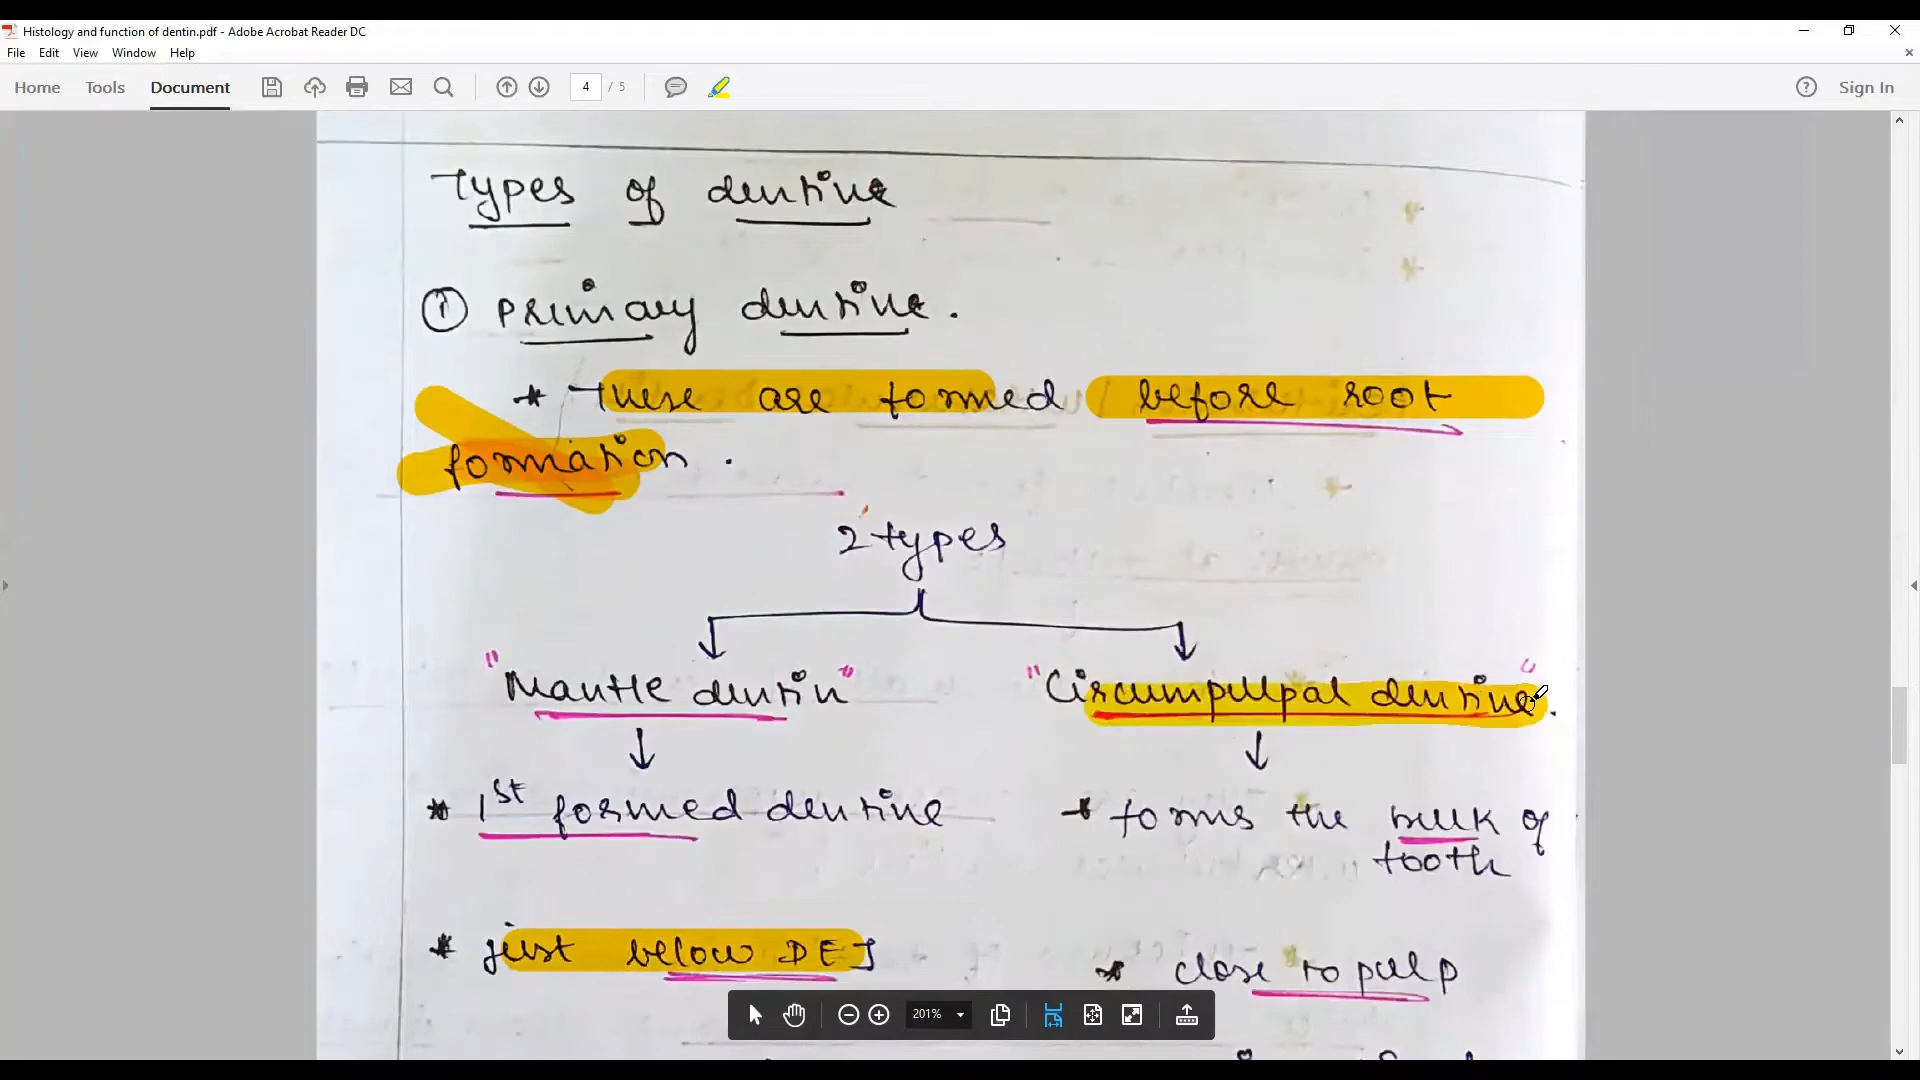 Histology and function of dentin.pdf - Adobe Acrobat Reader DC
File Edit View Window Help
Home Tools Document 4 / 5 Sign In
Types of dentine
① Primary dentine.
* These are formed before root
formation.
2 types
"Mantle dentin" "Circumpulpal dentine".
* 1st formed dentine * forms the bulk of
tooth
* just below DEJ * close to pulp
201%